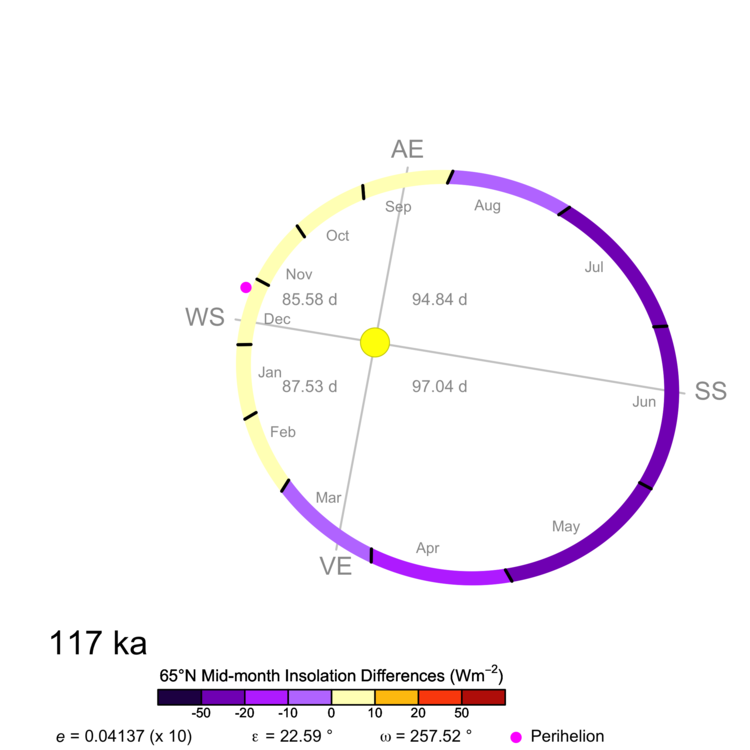 AE
Sep
Aug
Oct
Jul
Nov
85.58 d
94.84 d
WS
Dec
Jan
87.53 d
97.04 d
SS
Jun
Feb
Mar
May
Apr
VE
117 ka
65°N Mid-month Insolation Differences (Wm⁻²)
-50 -20 -10 0 10 20 50
e = 0.04137 (x 10) ε = 22.59 ° ω = 257.52 ° Perihelion